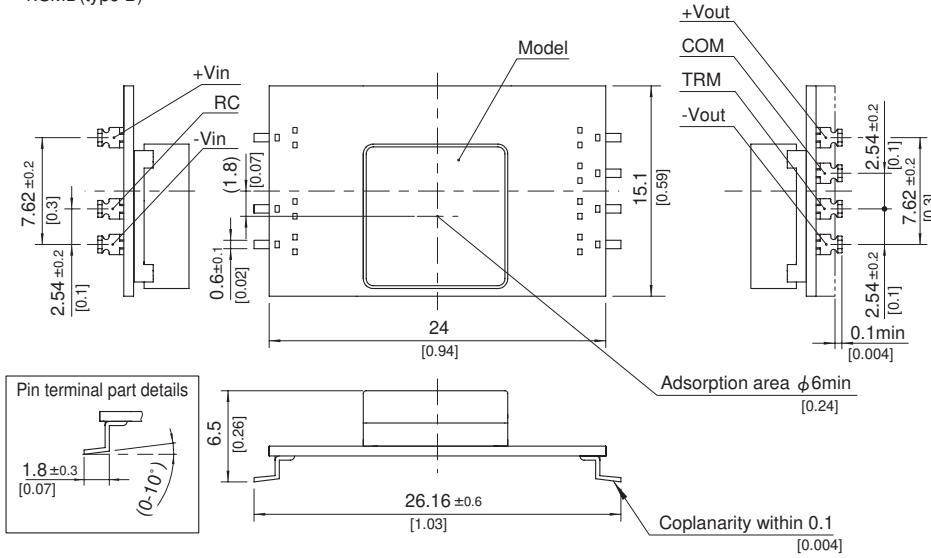 +Vin
RC
-Vin
7.62 ±0.2
[0.3]
2.54 ±0.2
[0.1]
Model
(1.8)
[0.07]
0.6±0.1
[0.02]
15.1
[0.59]
24
[0.94]
+Vout
COM
TRM
-Vout
2.54 ±0.2
[0.1]
7.62 ±0.2
[0.3]
2.54 ±0.2
[0.1]
0.1min
[0.004]
Adsorption area ϕ6min
[0.24]
Pin terminal part details
1.8 ±0.3
[0.07]
(0-10°)
6.5
[0.26]
26.16 ±0.6
[1.03]
Coplanarity within 0.1
[0.004]